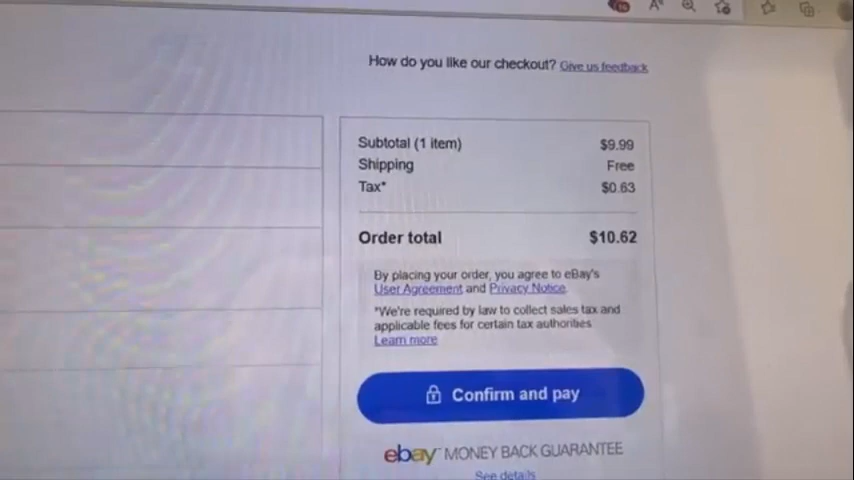 How do you like our checkout? Give us feedback
Subtotal (1 item) $9.99
Shipping Free
Tax* $0.63
Order total $10.62
By placing your order, you agree to eBay's
User Agreement and Privacy Notice.
*We're required by law to collect sales tax and
applicable fees for certain tax authorities.
Learn more
Confirm and pay
ebay MONEY BACK GUARANTEE
See details